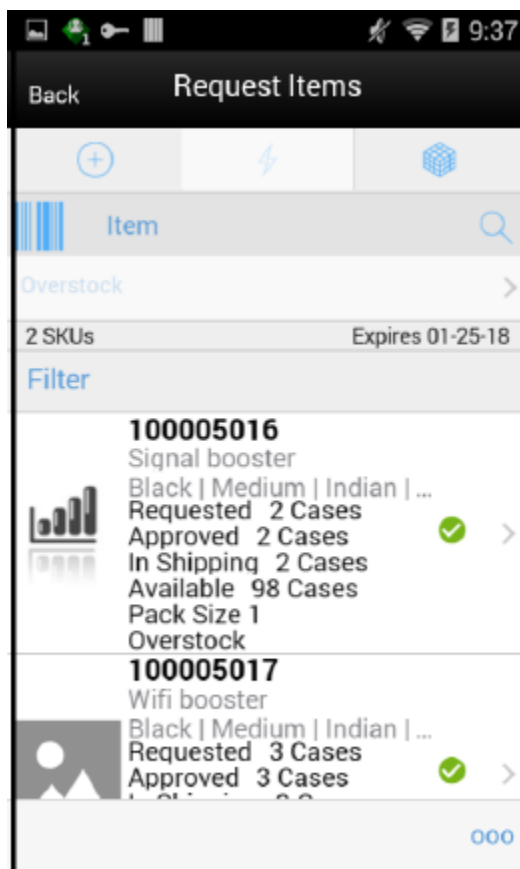 1
9:37
Back
Request Items
Item
Overstock
2 SKUs Expires 01-25-18
Filter
100005016
Signal booster
Black | Medium | Indian | ...
Requested 2 Cases
Approved 2 Cases
In Shipping 2 Cases
Available 98 Cases
Pack Size 1
Overstock
100005017
Wifi booster
Black | Medium | Indian | ...
Requested 3 Cases
Approved 3 Cases